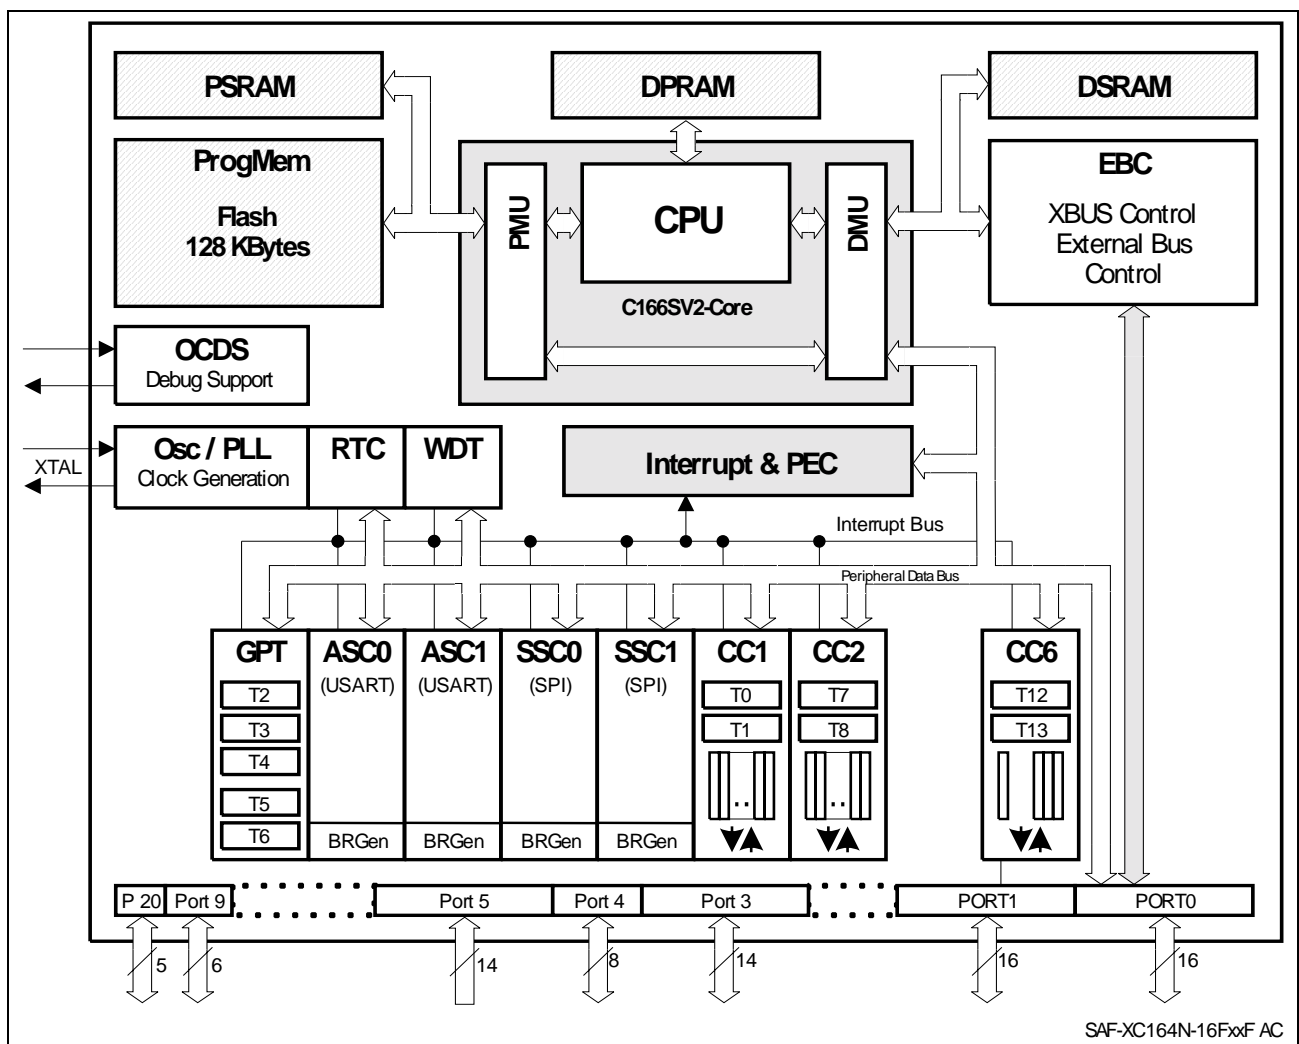 PSRAM
DPRAM
DSRAM
ProgMem
Flash
128 KBytes
PMU
CPU
DMU
C166SV2-Core
EBC
XBUS Control
External Bus
Control
OCDS
Debug Support
Osc / PLL
Clock Generation
RTC
WDT
Interrupt & PEC
XTAL
Interrupt Bus
Peripheral Data Bus
GPT
T2
T3
T4
T5
T6
ASC0
(USART)
BRGen
ASC1
(USART)
BRGen
SSC0
(SPI)
BRGen
SSC1
(SPI)
BRGen
CC1
T0
T1
..
CC2
T7
T8
..
CC6
T12
T13
P 20
Port 9
Port 5
Port 4
Port 3
PORT1
PORT0
5
6
14
8
14
16
16
SAF-XC164N-16FxxF AC